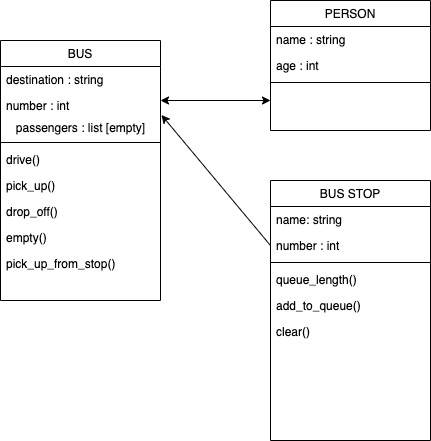 BUS
destination : string
number : int
passengers : list [empty]
drive()
pick_up()
drop_off()
empty()
pick_up_from_stop()
PERSON
name : string
age : int
BUS STOP
name: string
number : int
queue_length()
add_to_queue()
clear()